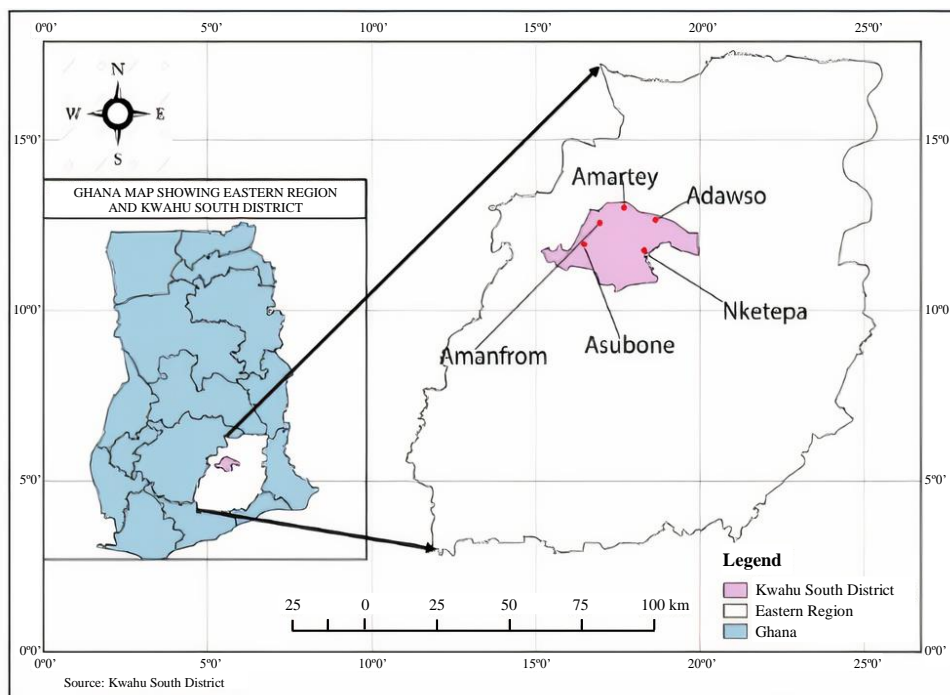 0º0’ 5º0’ 10º0’ 15º0’ 20º0’ 25º0’
N
W E
S
15º0’ 15º0’
GHANA MAP SHOWING EASTERN REGION
AND KWAHU SOUTH DISTRICT
Amartey
Adawso
10º0’ 10º0’
Nketepa
Asubone
Amanfrom
5º0’ 5º0’
Legend
Kwahu South District
Eastern Region
Ghana
25 0 25 50 75 100 km
0º0’ 0º0’
0º0’ 5º0’ 10º0’ 15º0’ 20º0’ 25º0’
Source: Kwahu South District